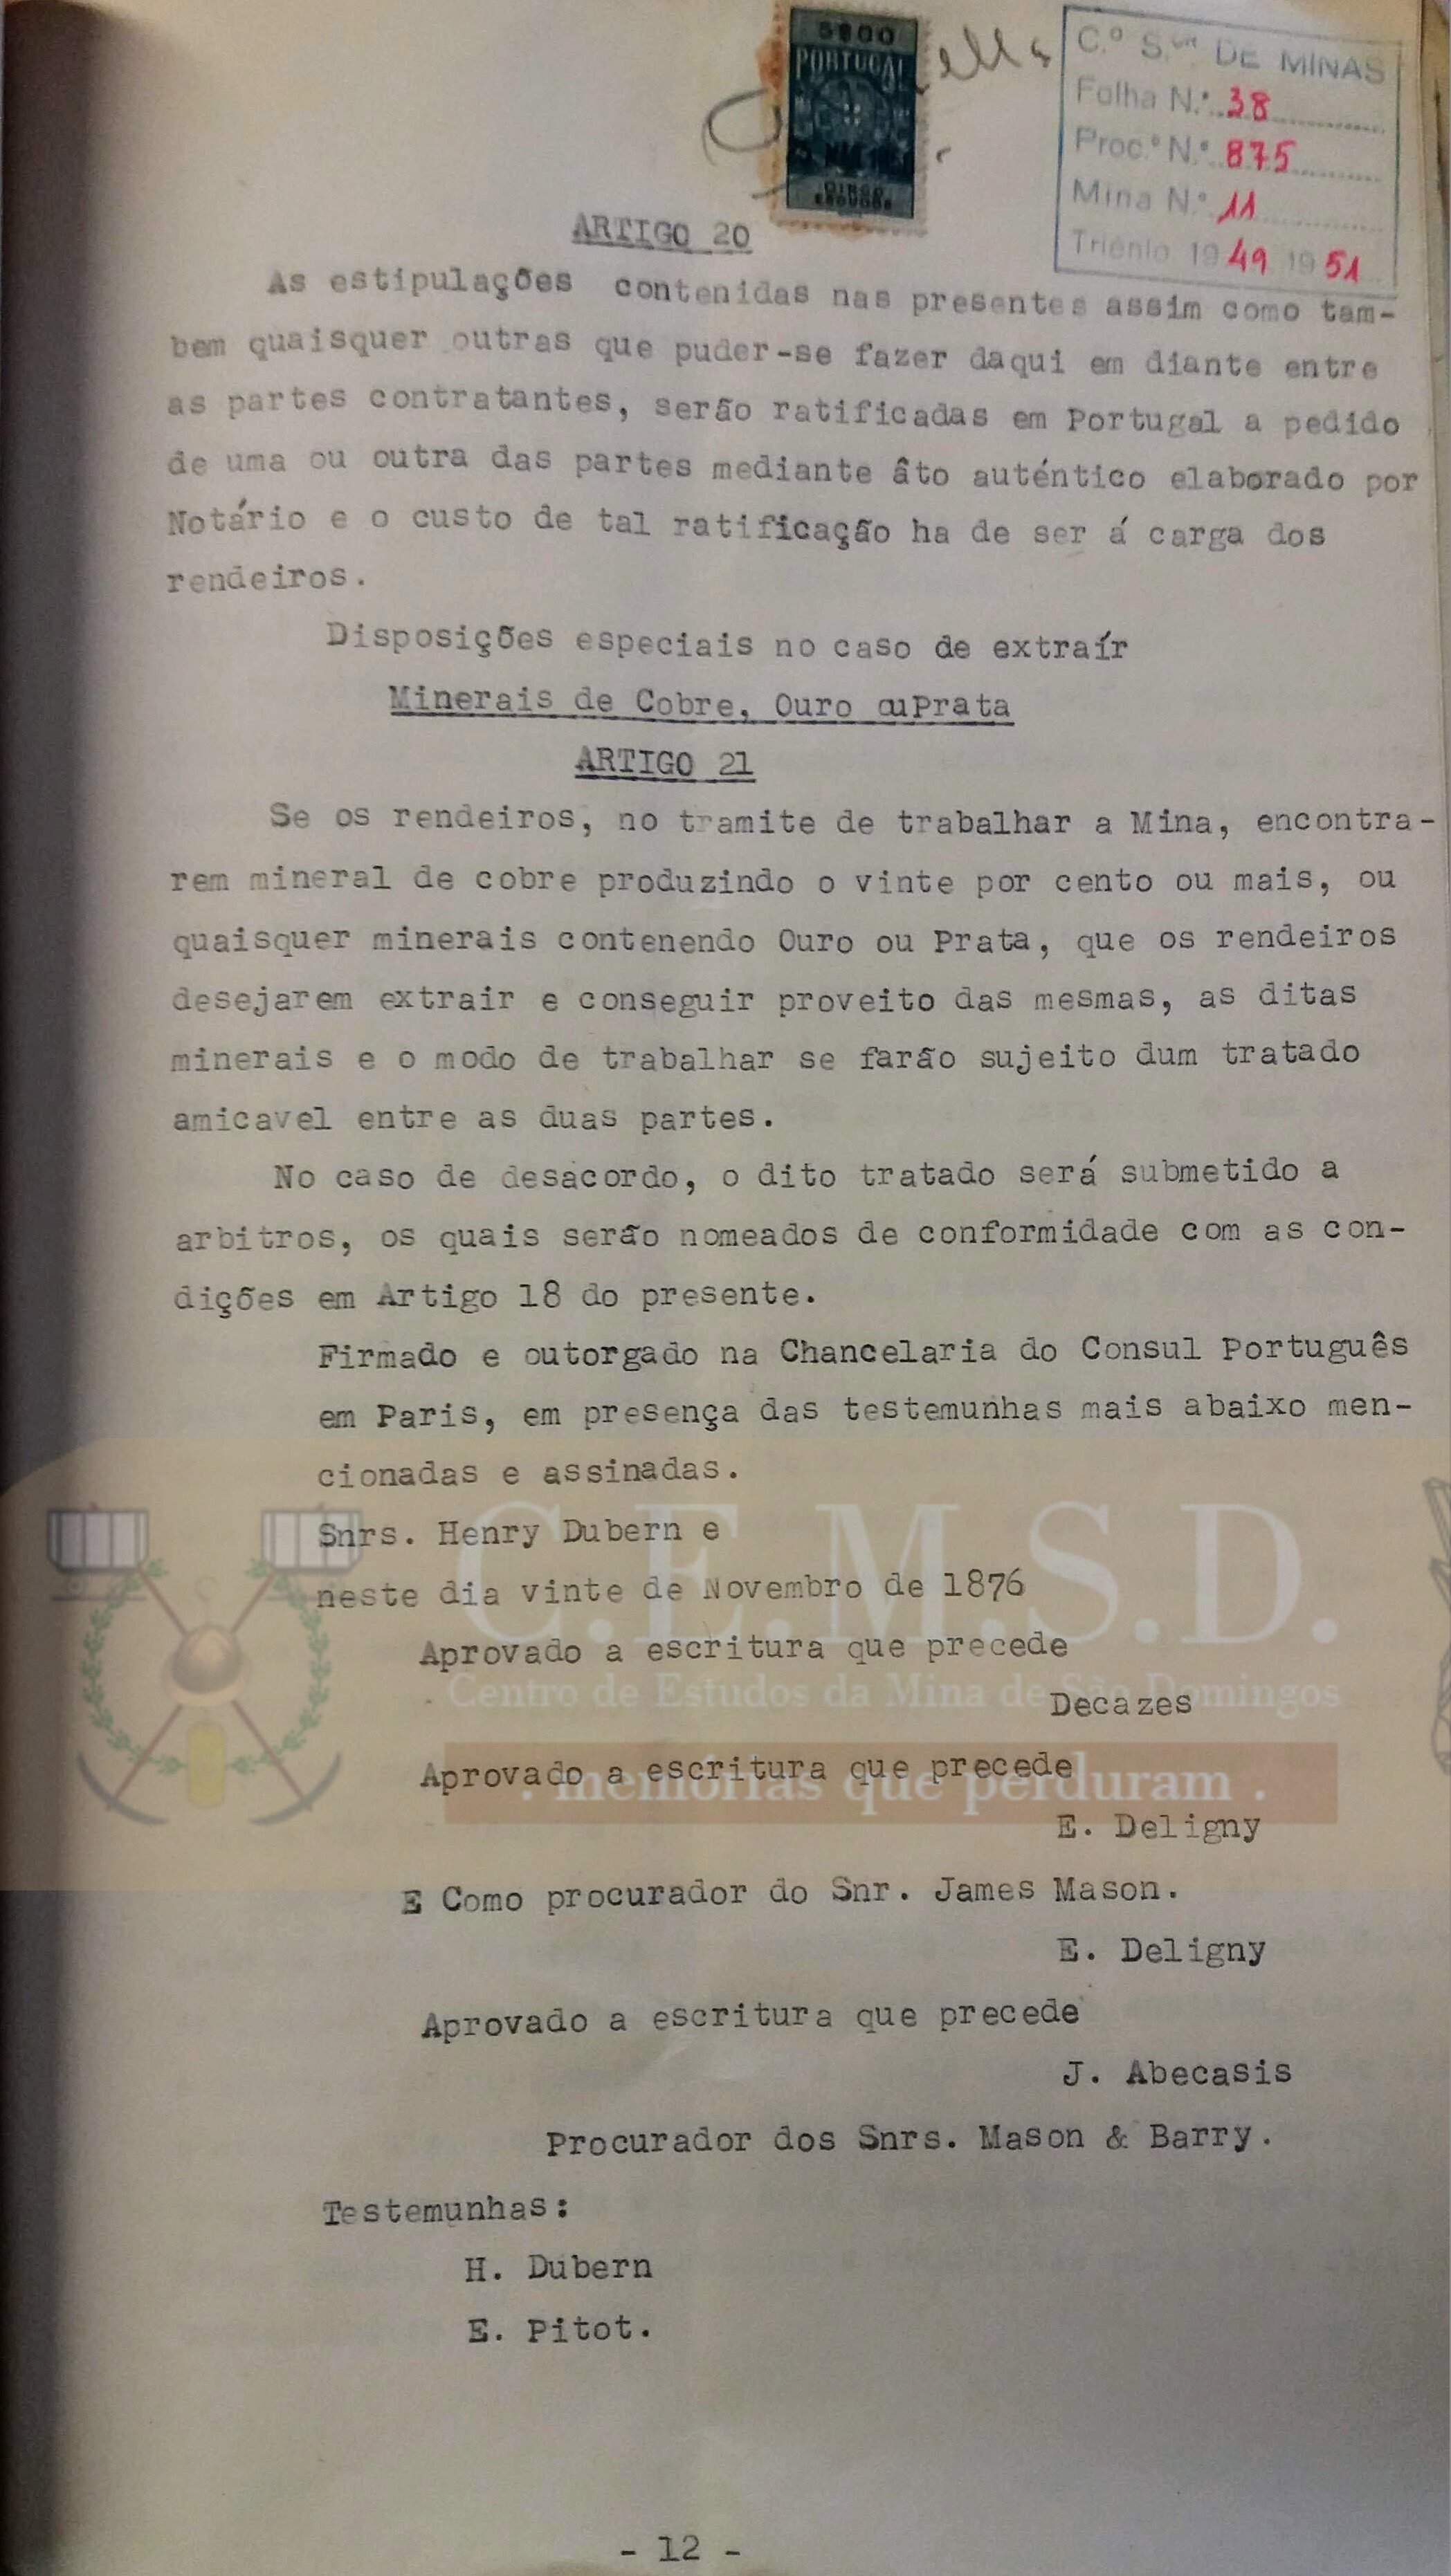 5$00
PORTUGAL
CINCO
ESCUDOS
C.º S. DE MINAS
Folha N.º 38
Proc.º N.º 875
Mina N.º 11
Triénio 1949 1951
ARTIGO 20
As estipulações contenidas nas presentes assim como tam-
bem quaisquer outras que puder-se fazer daqui em diante entre
as partes contratantes, serão ratificadas em Portugal a pedido
de uma ou outra das partes mediante âto auténtico elaborado por
Notário e o custo de tal ratificação ha de ser á carga dos
rendeiros.
Disposições especiais no caso de extraír
Minerais de Cobre, Ouro ou Prata
ARTIGO 21
Se os rendeiros, no tramite de trabalhar a Mina, encontra-
rem mineral de cobre produzindo o vinte por cento ou mais, ou
quaisquer minerais contenendo Ouro ou Prata, que os rendeiros
desejarem extrair e conseguir proveito das mesmas, as ditas
minerais e o modo de trabalhar se farão sujeito dum tratado
amicavel entre as duas partes.
No caso de desacordo, o dito tratado será submetido a
arbitros, os quais serão nomeados de conformidade com as con-
dições em Artigo 18 do presente.
Firmado e outorgado na Chancelaria do Consul Português
em Paris, em presença das testemunhas mais abaixo men-
cionadas e assinadas.
Snrs. Henry Dubern e
neste dia vinte de Novembro de 1876
C.E.M.S.D.
Aprovado a escritura que precede
Centro de Estudos da Mina de São Domingos
Decazes
Aprovado a escritura que precede
. memórias que perduram .
E. Deligny
E Como procurador do Snr. James Mason.
E. Deligny
Aprovado a escritura que precede
J. Abecasis
Procurador dos Snrs. Mason & Barry.
Testemunhas:
H. Dubern
E. Pitot.
- 12 -